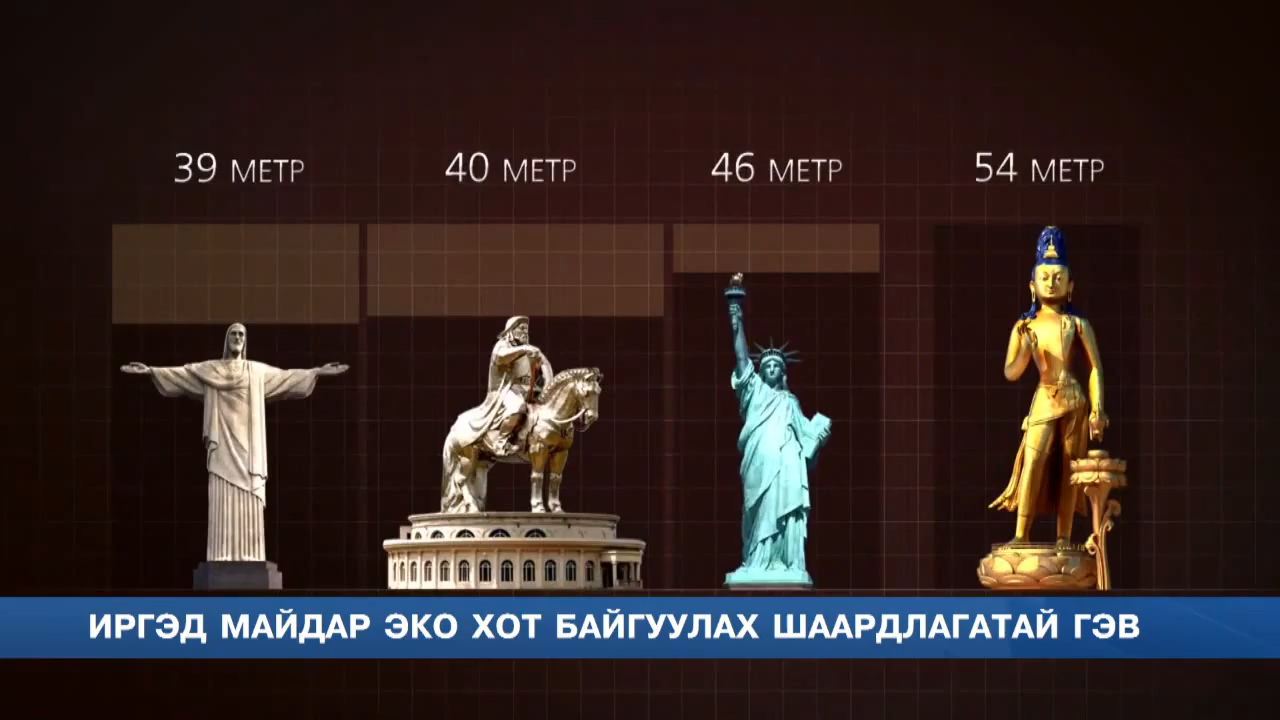 39 МЕТР
40 МЕТР
46 МЕТР
54 МЕТР
ИРГЭД МАЙДАР ЭКО ХОТ БАЙГУУЛАХ ШААРДЛАГАТАЙ ГЭВ